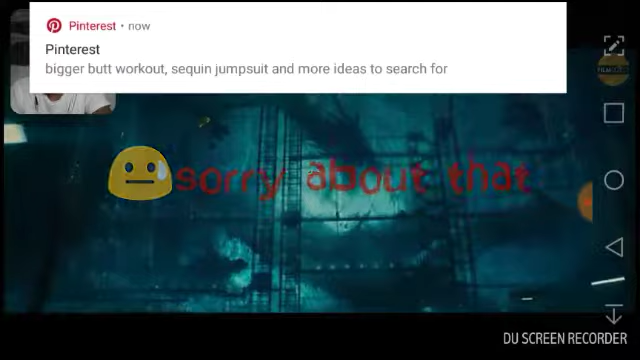 Pinterest • now
Pinterest
bigger butt workout, sequin jumpsuit and more ideas to search for
sorry about that
DU SCREEN RECORDER